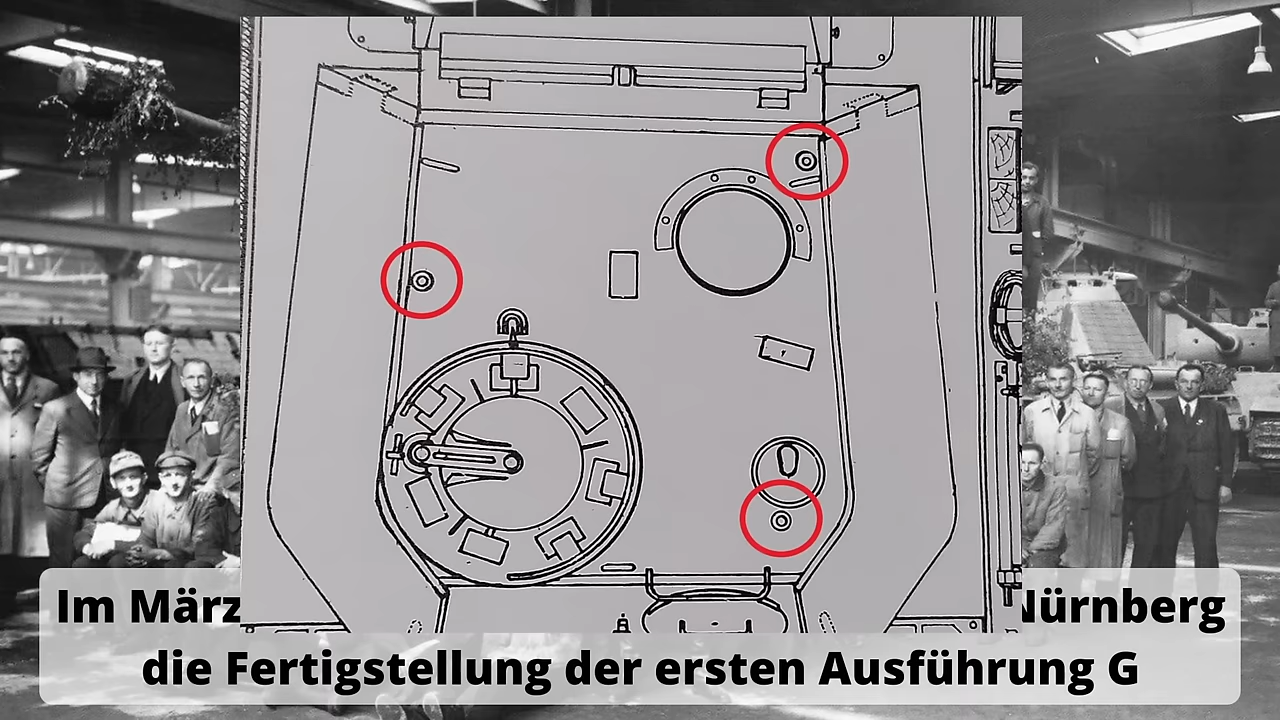 Im März Nürnberg
die Fertigstellung der ersten Ausführung G